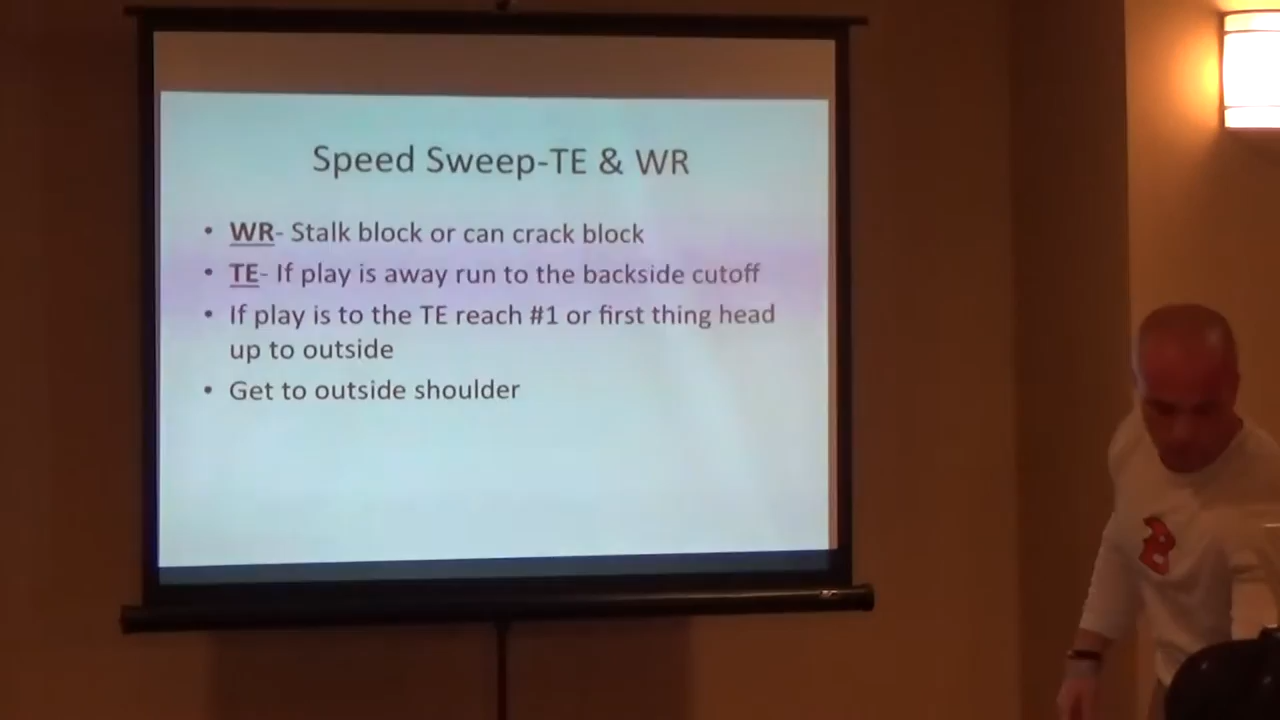 Speed Sweep-TE & WR
• WR- Stalk block or can crack block
• TE- If play is away run to the backside cutoff
• If play is to the TE reach #1 or first thing head
up to outside
• Get to outside shoulder
B